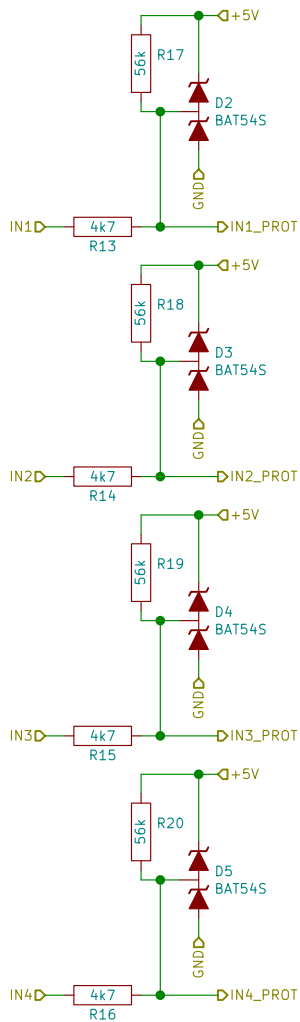 +5V
R17
56k
D2
BAT54S
GND
IN1
4k7
IN1_PROT
R13
+5V
R18
56k
D3
BAT54S
GND
IN2
4k7
IN2_PROT
R14
+5V
R19
56k
D4
BAT54S
GND
IN3
4k7
IN3_PROT
R15
+5V
R20
56k
D5
BAT54S
GND
IN4
4k7
IN4_PROT
R16